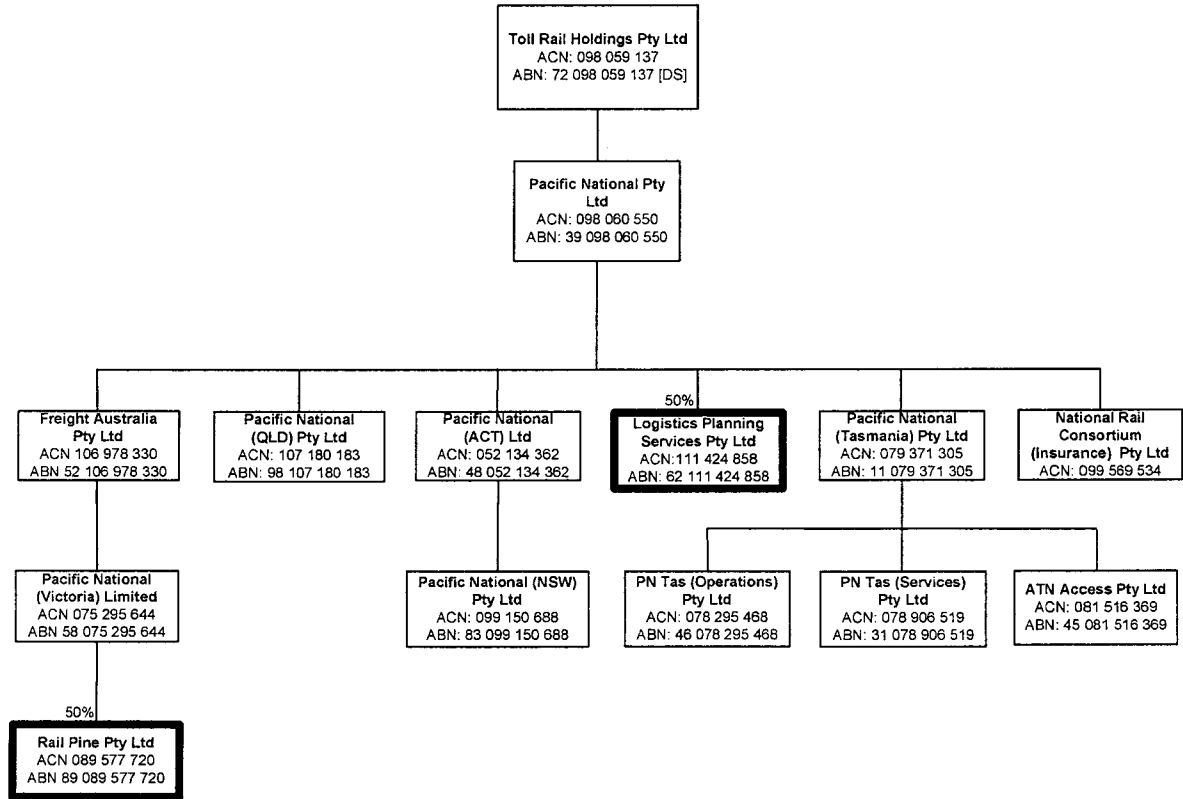 Toll Rail Holdings Pty Ltd
ACN: 098 059 137
ABN: 72 098 059 137 [DS]
Pacific National Pty
Ltd
ACN: 098 060 550
ABN: 39 098 060 550
Freight Australia
Pty Ltd
ACN 106 978 330
ABN 52 106 978 330
Pacific National
(QLD) Pty Ltd
ACN: 107 180 183
ABN: 98 107 180 183
Pacific National
(ACT) Ltd
ACN: 052 134 362
ABN: 48 052 134 362
50%
Logistics Planning
Services Pty Ltd
ACN:111 424 858
ABN: 62 111 424 858
Pacific National
(Tasmania) Pty Ltd
ACN: 079 371 305
ABN: 11 079 371 305
National Rail
Consortium
(Insurance) Pty Ltd
ACN: 099 569 534
Pacific National
(Victoria) Limited
ACN 075 295 644
ABN 58 075 295 644
Pacific National (NSW)
Pty Ltd
ACN: 099 150 688
ABN: 83 099 150 688
PN Tas (Operations)
Pty Ltd
ACN: 078 295 468
ABN: 46 078 295 468
PN Tas (Services)
Pty Ltd
ACN: 078 906 519
ABN: 31 078 906 519
ATN Access Pty Ltd
ACN: 081 516 369
ABN: 45 081 516 369
50%
Rail Pine Pty Ltd
ACN 089 577 720
ABN 89 089 577 720